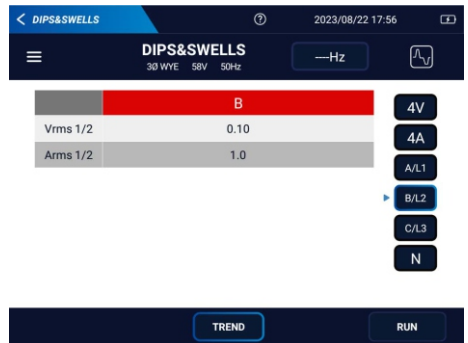 DIPS&SWELLS 2023/08/22 17:56
DIPS&SWELLS
3Ø WYE 58V 50Hz
----Hz
B
Vrms 1/2 0.10
Arms 1/2 1.0
4V
4A
A/L1
B/L2
C/L3
N
TREND
RUN